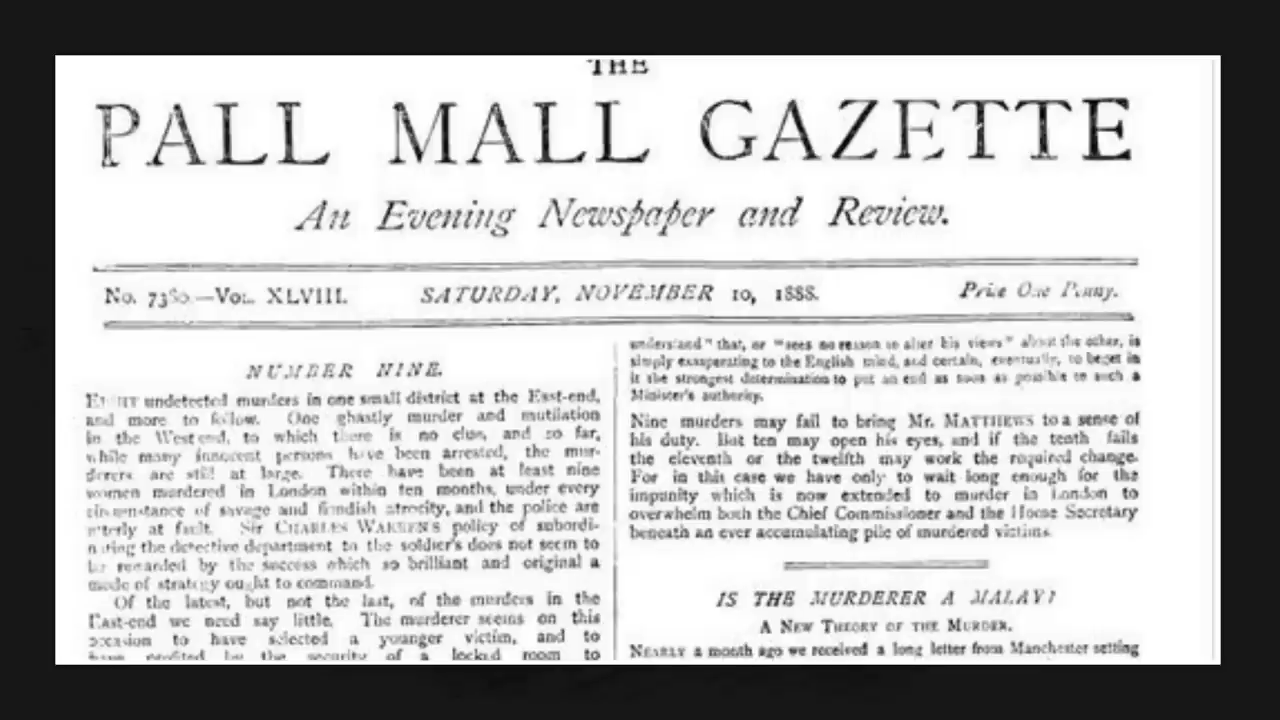 THE
PALL MALL GAZETTE
An Evening Newspaper and Review.
No. —VOL. XLVIII.
SATURDAY, NOVEMBER 10, 1888.
Price One Penny.
NUMBER NINE.
EIGHT undetected murders in one small district at the East-end,
and more to follow. One ghastly murder and mutilation
in the West end, to which there is no clue, and so far,
while many innocent persons have been arrested, the mur-
derers are still at large. There have been at least nine
women murdered in London within ten months, under every
circumstance of savage and fiendish atrocity, and the police are
utterly at fault. Sir CHARLES WARREN'S policy of subordi-
nating the detective department to the soldier's does not seem to
be rewarded by the success which so brilliant and original a
mode of strategy ought to command.
Of the latest, but not the last, of the murders in the
East-end we need say little. The murderer seems on this
occasion to have selected a younger victim, and to
have profited by the security of a locked room to
understand" that, or "sees no reason to alter his views" about the other, is
simply exasperating to the English mind, and certain, eventually, to beget in
it the strongest determination to put an end as soon as possible to such a
Minister's authority.
Nine murders may fail to bring Mr. MATTHEWS to a sense of
his duty. But ten may open his eyes, and if the tenth fails
the eleventh or the twelfth may work the required change.
For in this case we have only to wait long enough for the
impunity which is now extended to murder in London to
overwhelm both the Chief Commissioner and the Home Secretary
beneath an ever accumulating pile of murdered victims.
IS THE MURDERER A MALAY?
A NEW THEORY OF THE MURDER.
NEARLY a month ago we received a long letter from Manchester setting